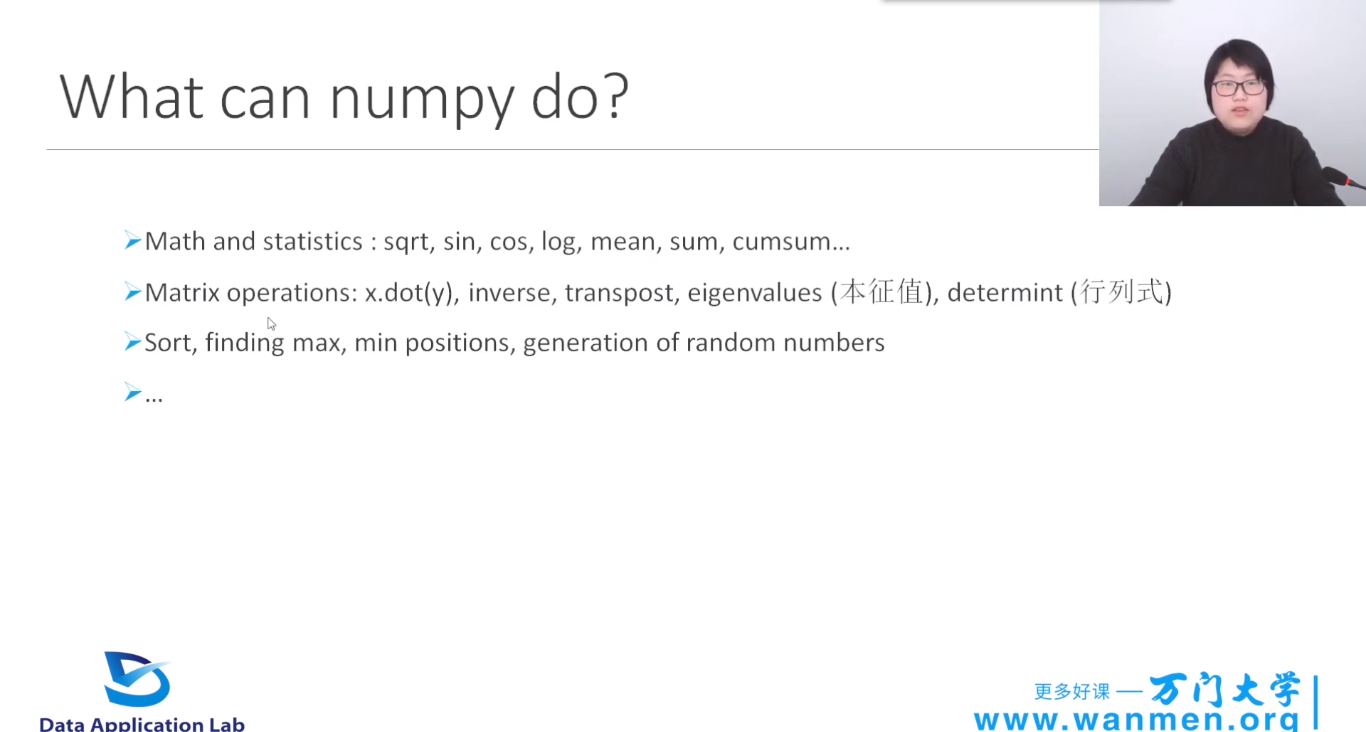 What can numpy do?
Math and statistics : sqrt, sin, cos, log, mean, sum, cumsum...
Matrix operations: x.dot(y), inverse, transpost, eigenvalues (本征值), determint (行列式)
Sort, finding max, min positions, generation of random numbers
...
Data Application Lab
更多好课 — 万门大学
www.wanmen.org